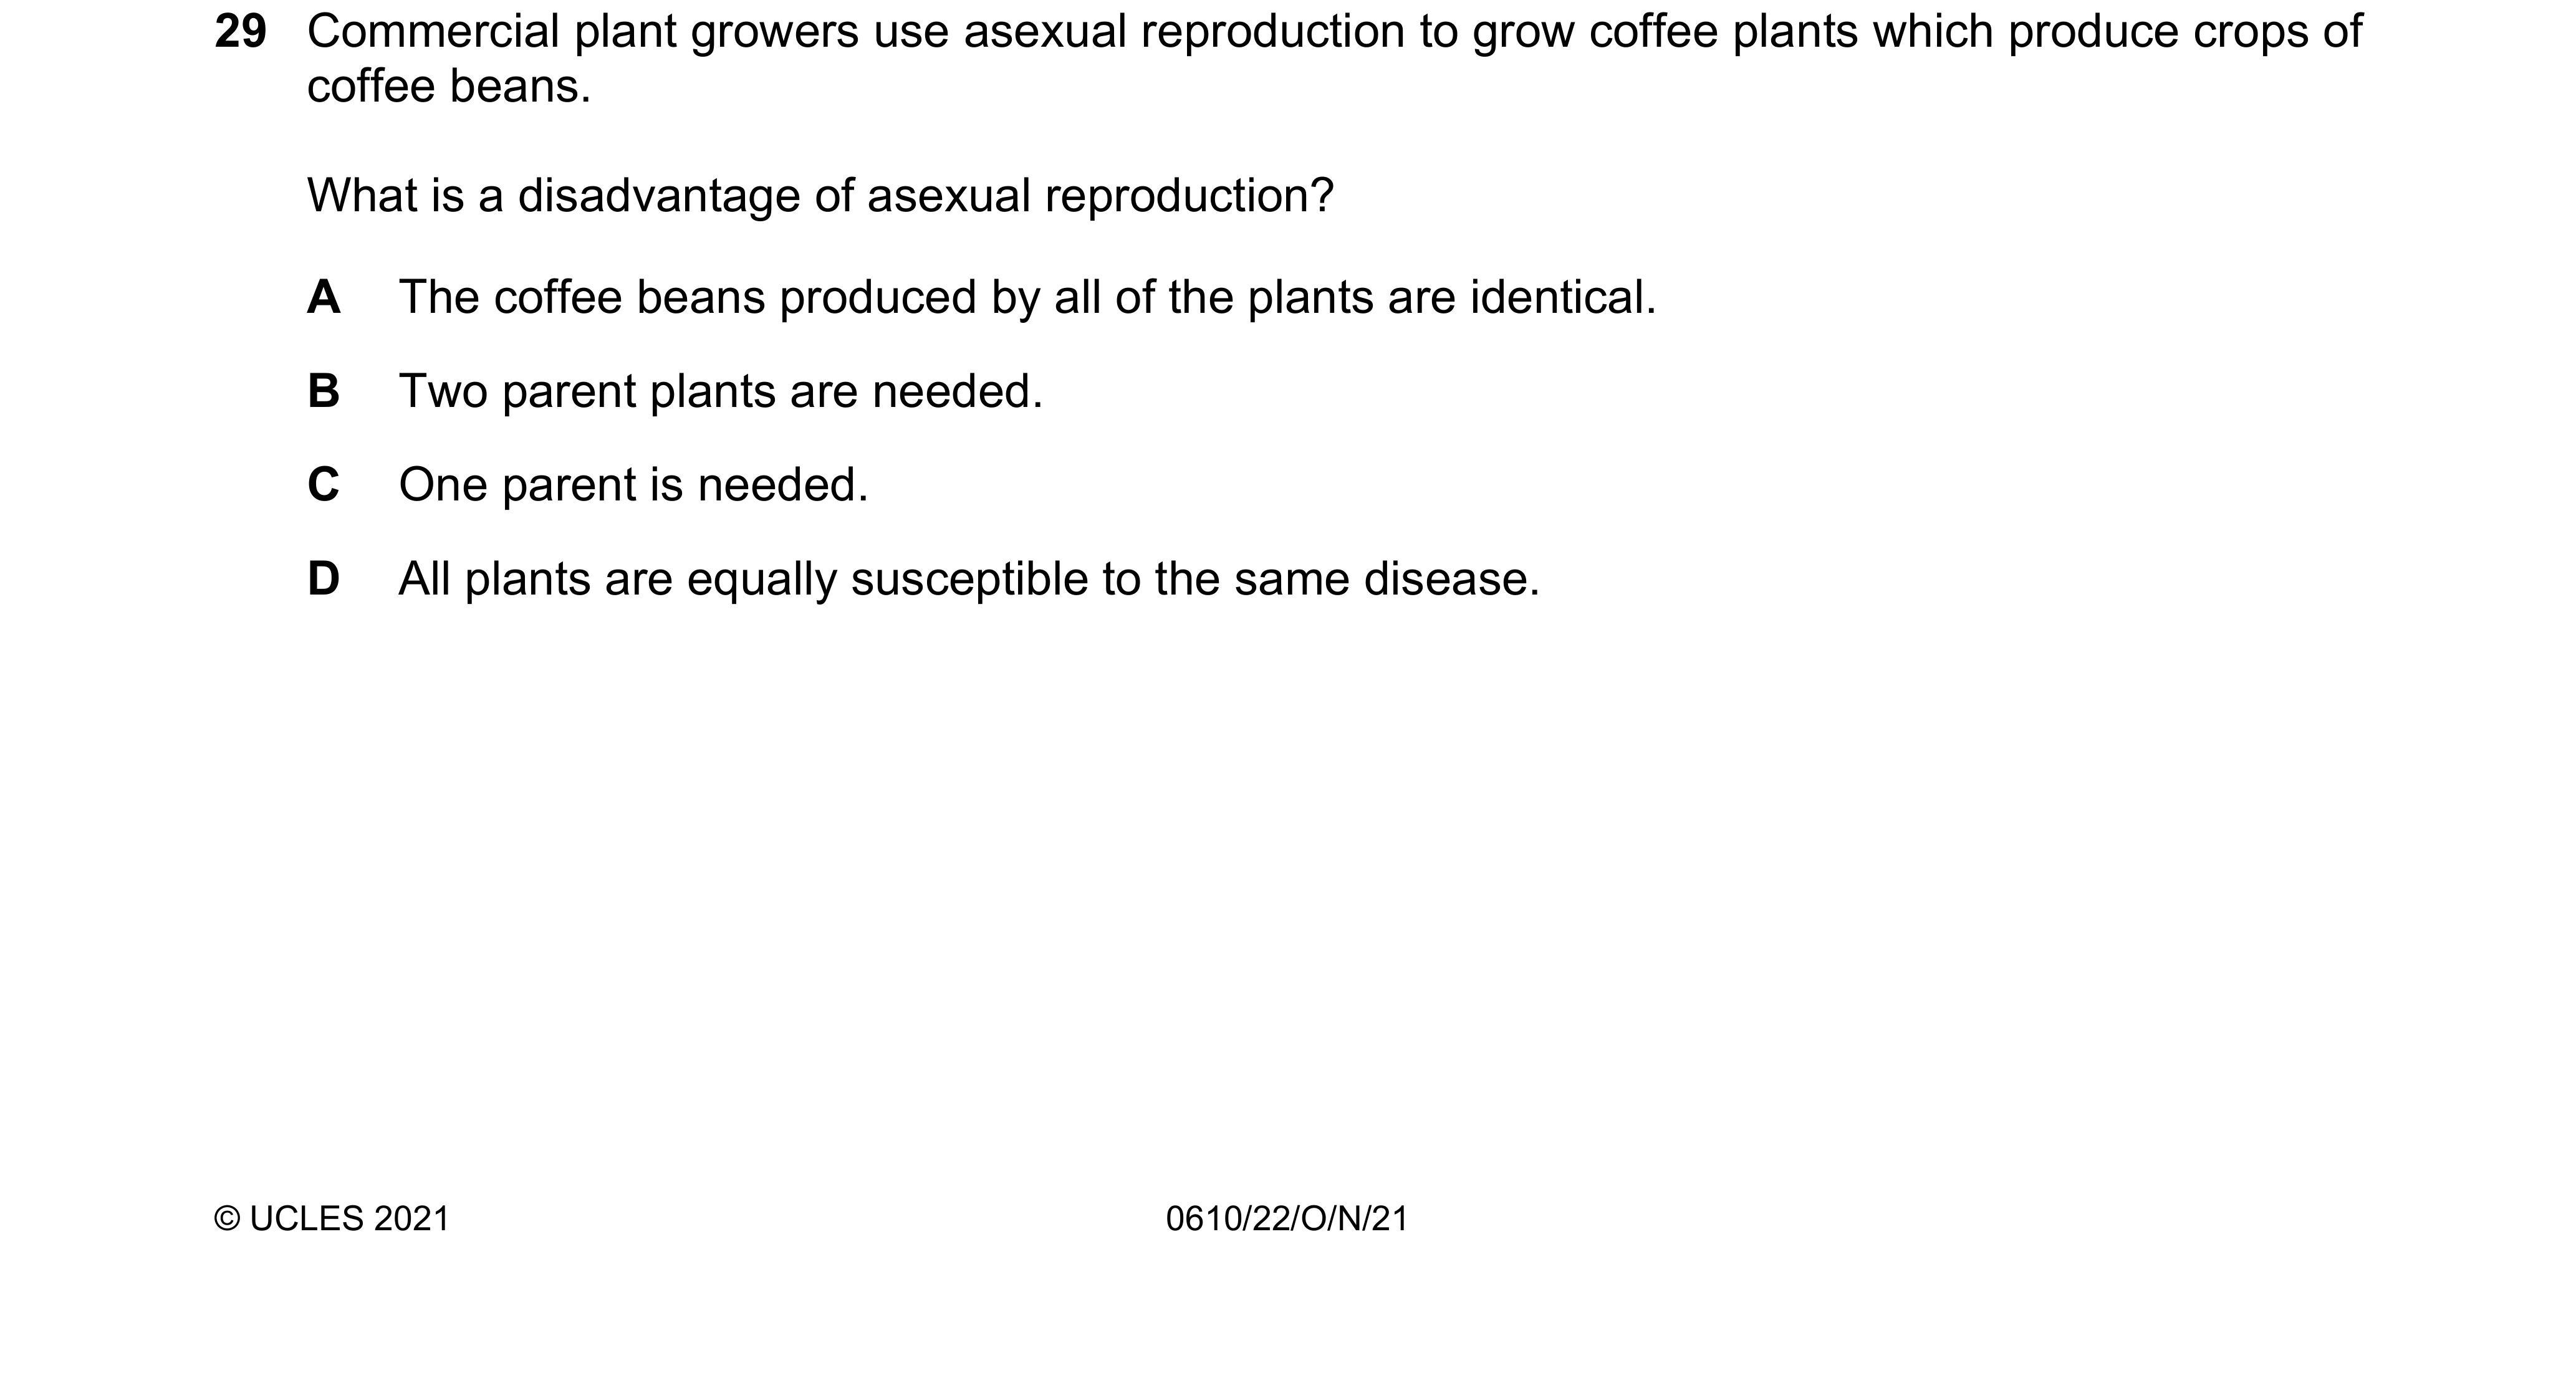 29 Commercial plant growers use asexual reproduction to grow coffee plants which produce crops of
coffee beans.
What is a disadvantage of asexual reproduction?
A The coffee beans produced by all of the plants are identical.
B Two parent plants are needed.
C One parent is needed.
D All plants are equally susceptible to the same disease.
© UCLES 2021 0610/22/O/N/21